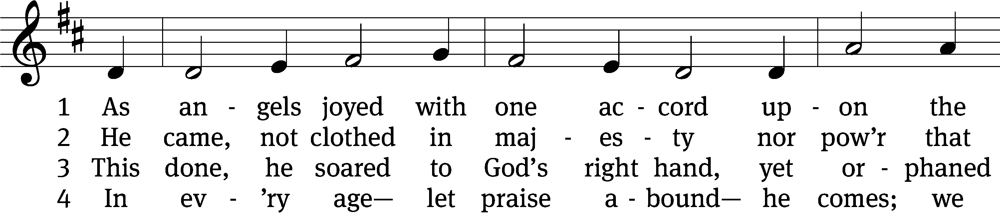 1 As an - gels joyed with one ac - cord up - on the
2 He came, not clothed in maj - es - ty nor pow’r that
3 This done, he soared to God’s right hand, yet or - phaned
4 In ev - ’ry age— let praise a - bound— he comes; we